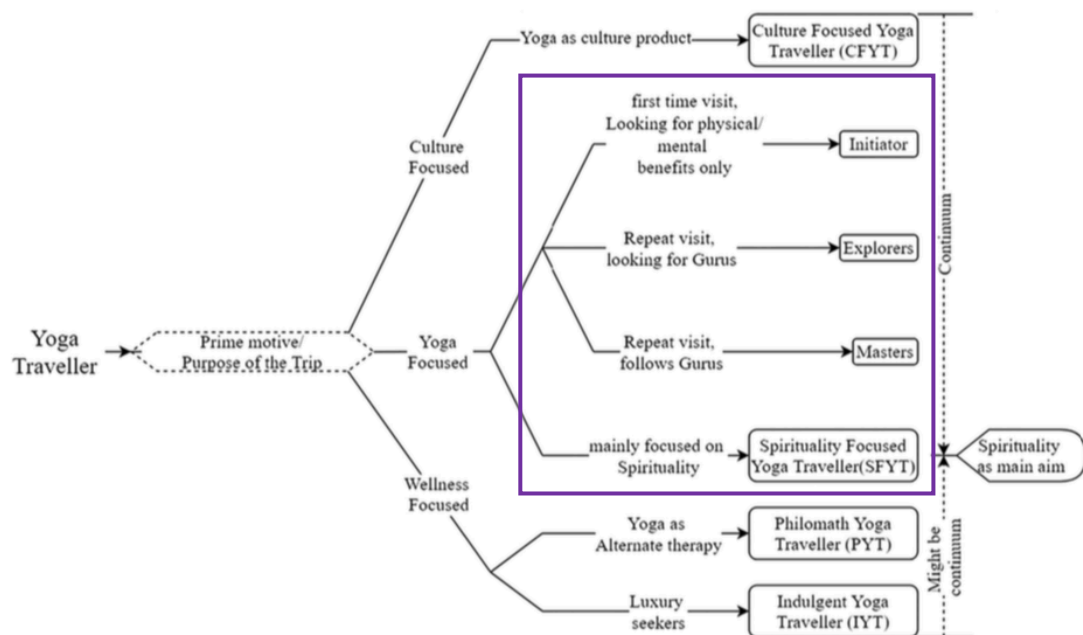 Yoga as culture product
Culture Focused Yoga
Traveller (CFYT)
first time visit,
Looking for physical/
mental
benefits only
Initiator
Culture
Focused
Repeat visit,
looking for Gurus
Explorers
Continuum
Yoga
Traveller
Prime motive/
Purpose of the Trip
Yoga
Focused
Repeat visit,
follows Gurus
Masters
mainly focused on
Spirituality
Spirituality Focused
Yoga Traveller(SFYT)
Spirituality
as main aim
Wellness
Focused
Yoga as
Alternate therapy
Philomath Yoga
Traveller (PYT)
Might be
continuum
Luxury
seekers
Indulgent Yoga
Traveller (IYT)